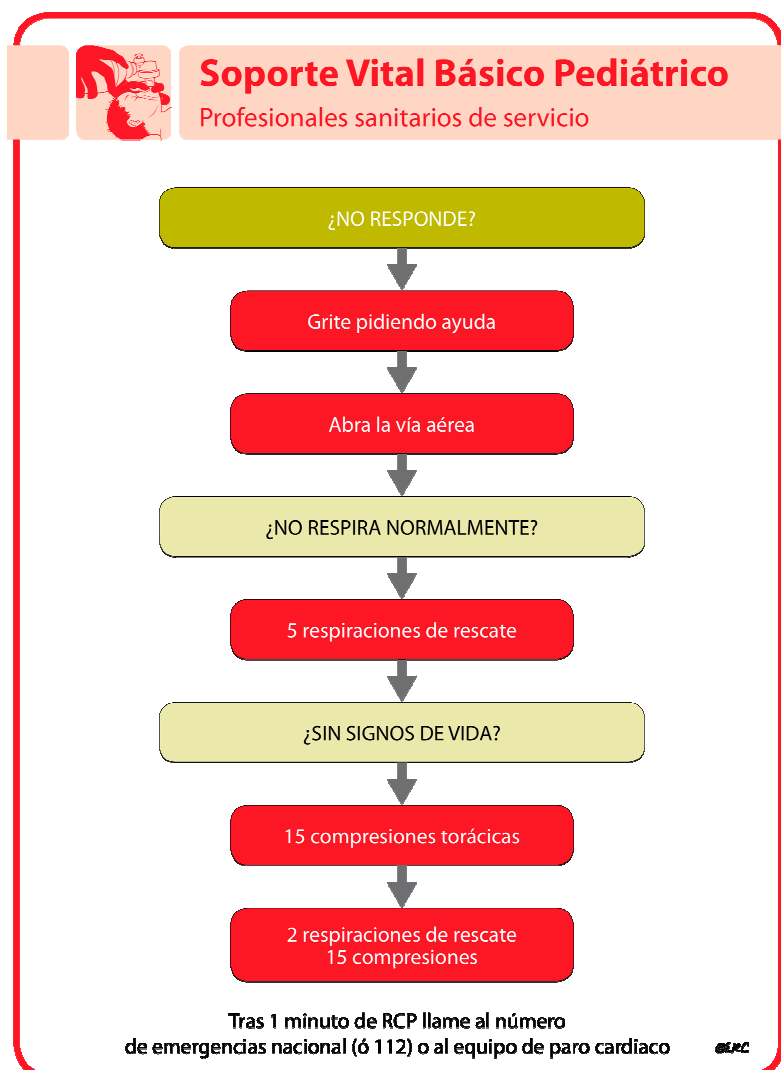 Soporte Vital Básico Pediátrico
Profesionales sanitarios de servicio
¿NO RESPONDE?
Grite pidiendo ayuda
Abra la vía aérea
¿NO RESPIRA NORMALMENTE?
5 respiraciones de rescate
¿SIN SIGNOS DE VIDA?
15 compresiones torácicas
2 respiraciones de rescate
15 compresiones
Tras 1 minuto de RCP llame al número
de emergencias nacional (ó 112) o al equipo de paro cardiaco